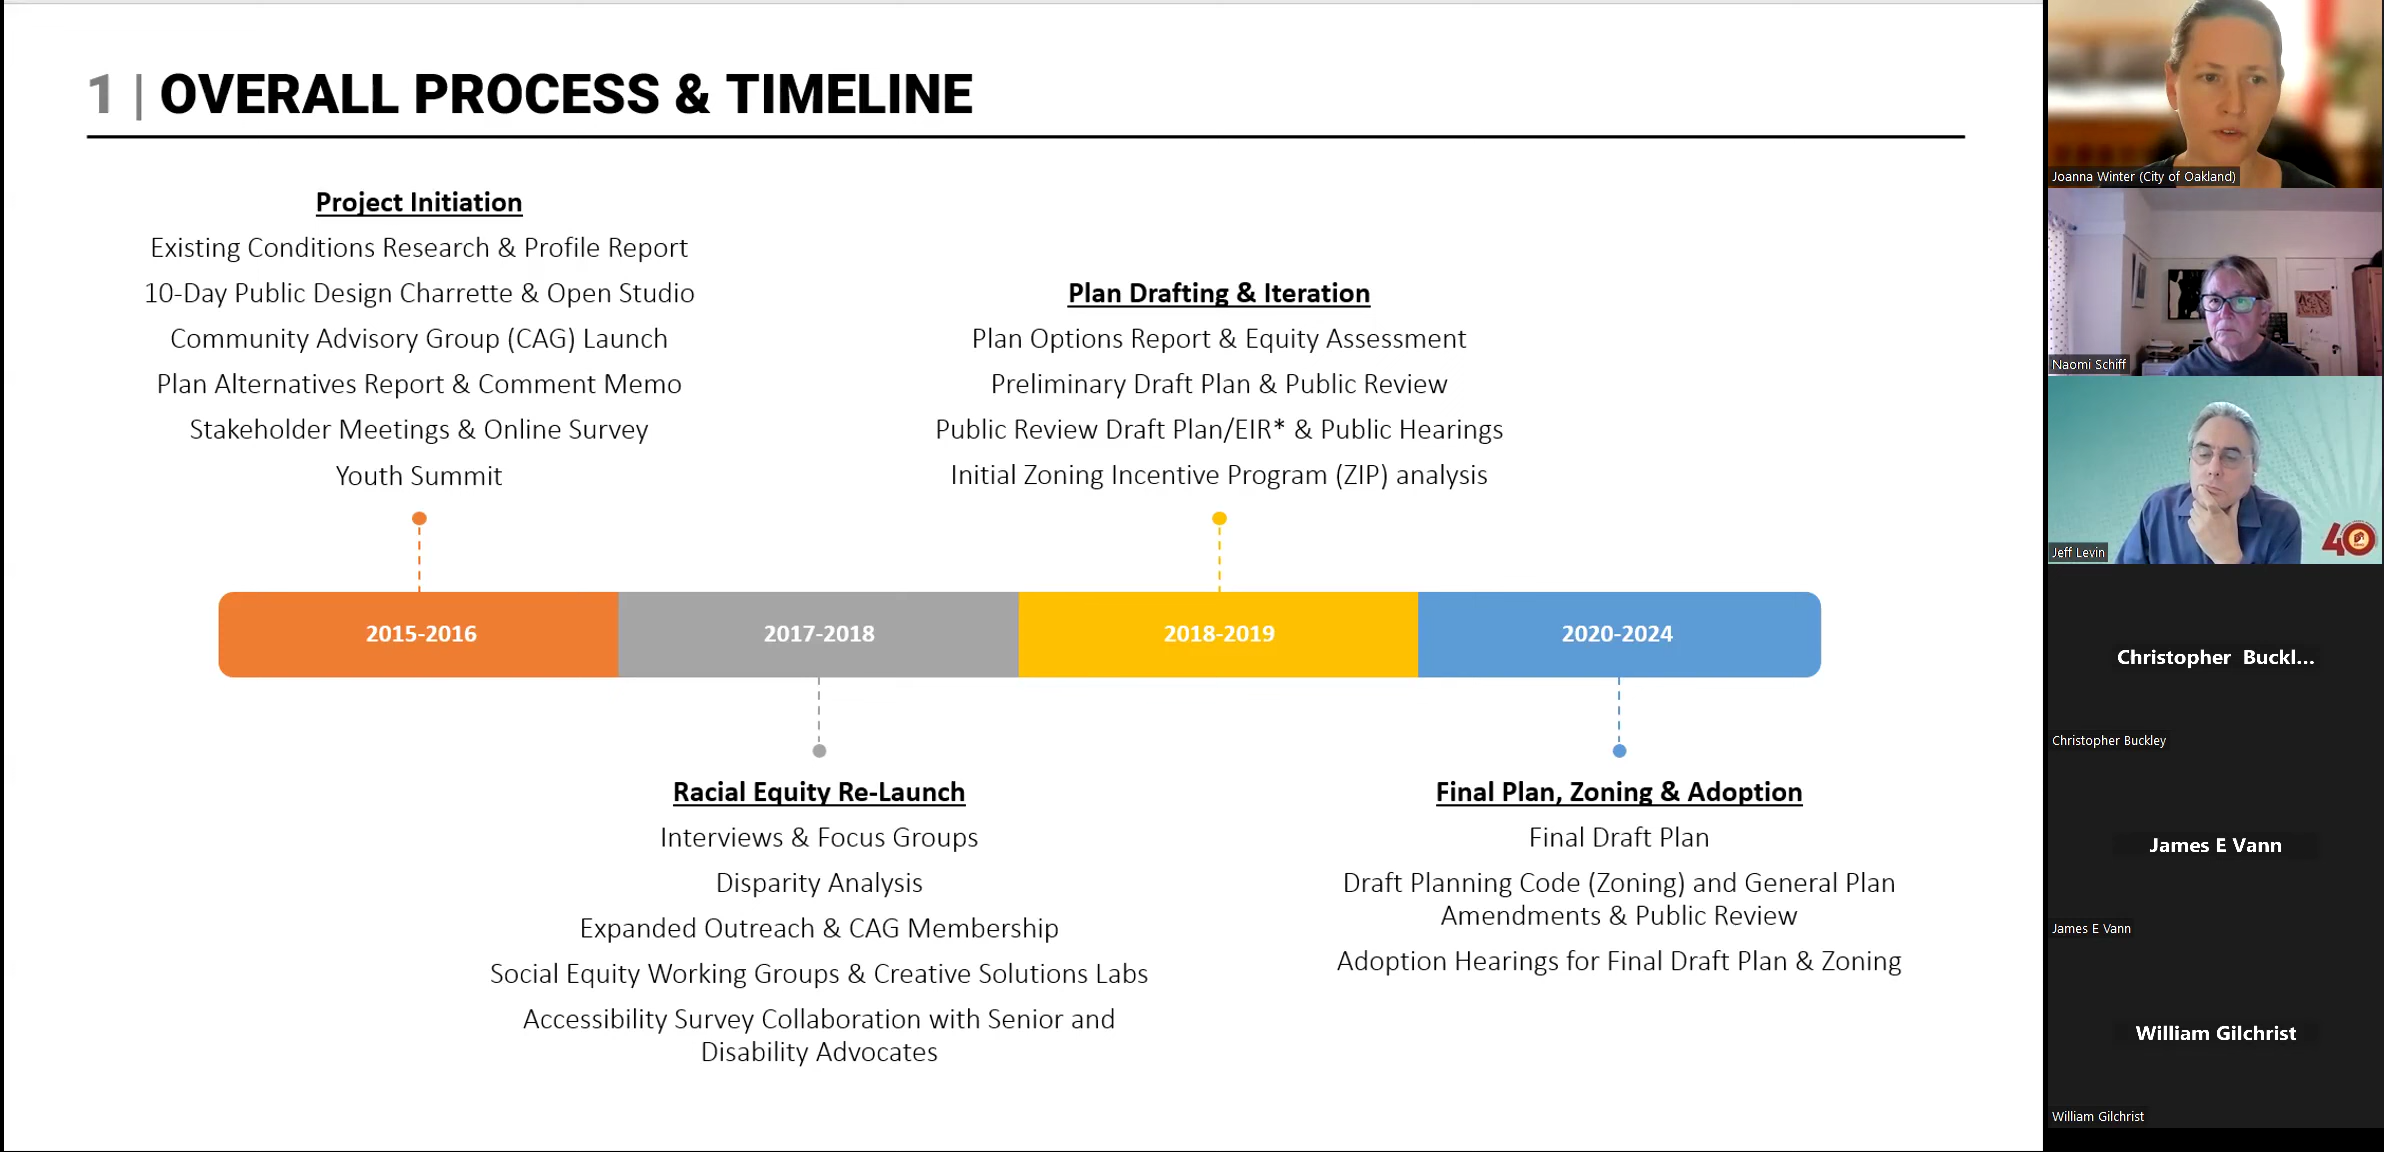 1 | OVERALL PROCESS & TIMELINE
Project Initiation
Existing Conditions Research & Profile Report
10-Day Public Design Charrette & Open Studio
Community Advisory Group (CAG) Launch
Plan Alternatives Report & Comment Memo
Stakeholder Meetings & Online Survey
Youth Summit
Plan Drafting & Iteration
Plan Options Report & Equity Assessment
Preliminary Draft Plan & Public Review
Public Review Draft Plan/EIR* & Public Hearings
Initial Zoning Incentive Program (ZIP) analysis
2015-2016
2017-2018
2018-2019
2020-2024
Racial Equity Re-Launch
Interviews & Focus Groups
Disparity Analysis
Expanded Outreach & CAG Membership
Social Equity Working Groups & Creative Solutions Labs
Accessibility Survey Collaboration with Senior and
Disability Advocates
Final Plan, Zoning & Adoption
Final Draft Plan
Draft Planning Code (Zoning) and General Plan
Amendments & Public Review
Adoption Hearings for Final Draft Plan & Zoning
Joanna Winter (City of Oakland)
Naomi Schiff
Jeff Levin
40
Christopher Buckl...
Christopher Buckley
James E Vann
James E Vann
William Gilchrist
William Gilchrist